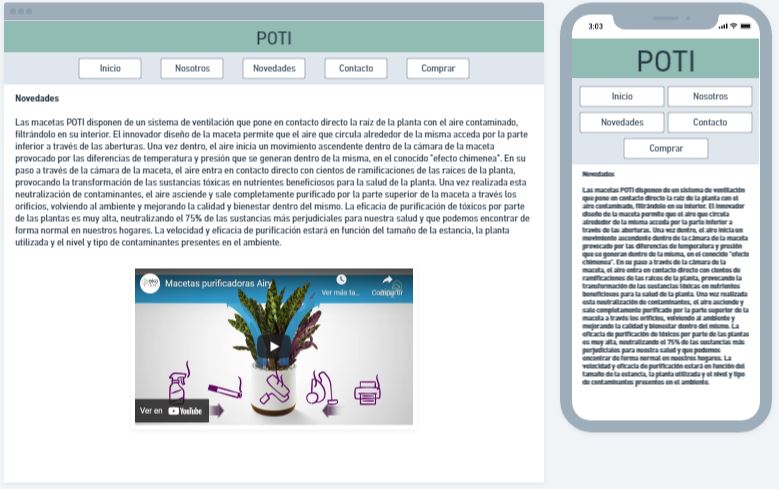 POTI
Inicio
Nosotros
Novedades
Contacto
Comprar
Novedades
Las macetas POTI disponen de un sistema de ventilación que pone en contacto directo la raíz de la planta con el aire contaminado,
filtrándolo en su interior. El innovador diseño de la maceta permite que el aire que circula alrededor de la misma acceda por la parte
inferior a través de las aberturas. Una vez dentro, el aire inicia un movimiento ascendente dentro de la cámara de la maceta
provocado por las diferencias de temperatura y presión que se generan dentro de la misma, en el conocido "efecto chimenea". En su
paso a través de la cámara de la maceta, el aire entra en contacto directo con cientos de ramificaciones de las raíces de la planta,
provocando la transformación de las sustancias tóxicas en nutrientes beneficiosos para la salud de la planta. Una vez realizada esta
neutralización de contaminantes, el aire asciende y sale completamente purificado por la parte superior de la maceta a través los
orificios, volviendo al ambiente y mejorando la calidad y bienestar dentro del mismo. La eficacia de purificación de tóxicos por parte
de las plantas es muy alta, neutralizando el 75% de las sustancias más perjudiciales para nuestra salud y que podemos encontrar de
forma normal en nuestros hogares. La velocidad y eficacia de purificación estará en función del tamaño de la estancia, la planta
utilizada y el nivel y tipo de contaminantes presentes en el ambiente.
Macetas purificadoras Airy
Ver más ta...
Compartir
Ver en YouTube
3:03
POTI
Inicio
Nosotros
Novedades
Contacto
Comprar
Novedades
Las macetas POTI disponen de un sistema de ventilación
que pone en contacto directo la raíz de la planta con el
aire contaminado, filtrándolo en su interior. El innovador
diseño de la maceta permite que el aire que circula
alrededor de la misma acceda por la parte inferior a
través de las aberturas. Una vez dentro, el aire inicia un
movimiento ascendente dentro de la cámara de la maceta
provocado por las diferencias de temperatura y presión
que se generan dentro de la misma, en el conocido "efecto
chimenea". En su paso a través de la cámara de la
maceta, el aire entra en contacto directo con cientos de
ramificaciones de las raíces de la planta, provocando la
transformación de las sustancias tóxicas en nutrientes
beneficiosos para la salud de la planta. Una vez realizada
esta neutralización de contaminantes, el aire asciende y
sale completamente purificado por la parte superior de la
maceta a través los orificios, volviendo al ambiente y
mejorando la calidad y bienestar dentro del mismo. La
eficacia de purificación de tóxicos por parte de las plantas
es muy alta, neutralizando el 75% de las sustancias más
perjudiciales para nuestra salud y que podemos
encontrar de forma normal en nuestros hogares. La
velocidad y eficacia de purificación estará en función del
tamaño de la estancia, la planta utilizada y el nivel y tipo
de contaminantes presentes en el ambiente.